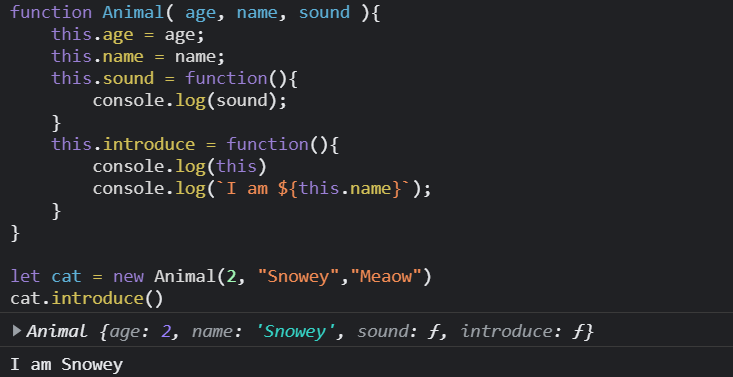 function Animal( age, name, sound ){
    this.age = age;
    this.name = name;
    this.sound = function(){
        console.log(sound);
    }
    this.introduce = function(){
        console.log(this)
        console.log(`I am ${this.name}`);
    }
}

let cat = new Animal(2, "Snowey","Meaow")
cat.introduce()
▶ Animal {age: 2, name: 'Snowey', sound: ƒ, introduce: ƒ}
I am Snowey